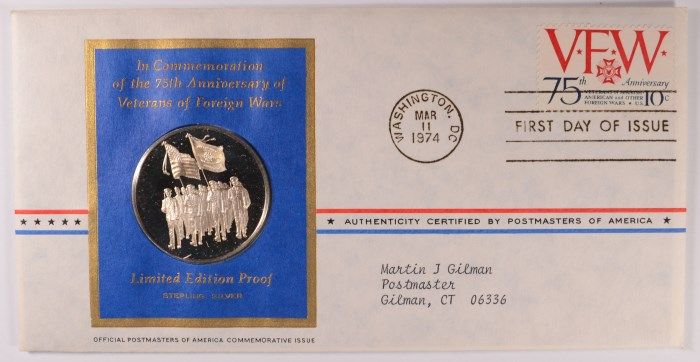 In Commemoration
of the 75th Anniversary of
Veterans of Foreign Wars
Limited Edition Proof
STERLING SILVER
OFFICIAL POSTMASTERS OF AMERICA COMMEMORATIVE ISSUE
WASHINGTON, DC
MAR
11
1974
VFW
75th Anniversary
VETERANS OF SPANISH
AMERICAN and OTHER
FOREIGN WARS ★ U.S. 10c
FIRST DAY OF ISSUE
★ AUTHENTICITY CERTIFIED BY POSTMASTERS OF AMERICA ★
Martin J Gilman
Postmaster
Gilman, CT 06336